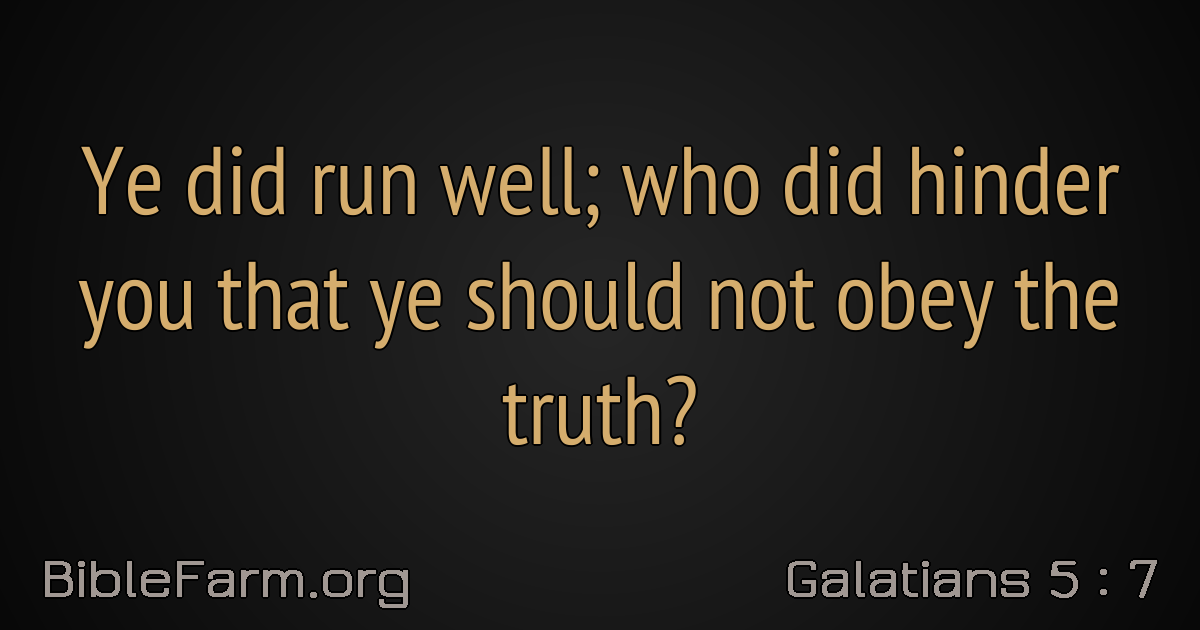 Ye did run well; who did hinder
you that ye should not obey the
truth?
BibleFarm.org
Galatians 5 : 7